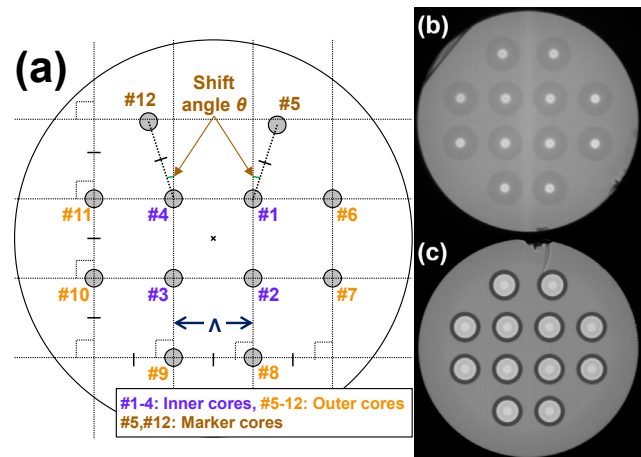 (a)
Shift
angle θ
#12
#5
#11
#4
#1
#6
#10
#3
#2
#7
Λ
#9
#8
#1-4: Inner cores, #5-12: Outer cores
#5,#12: Marker cores
(b)
(c)